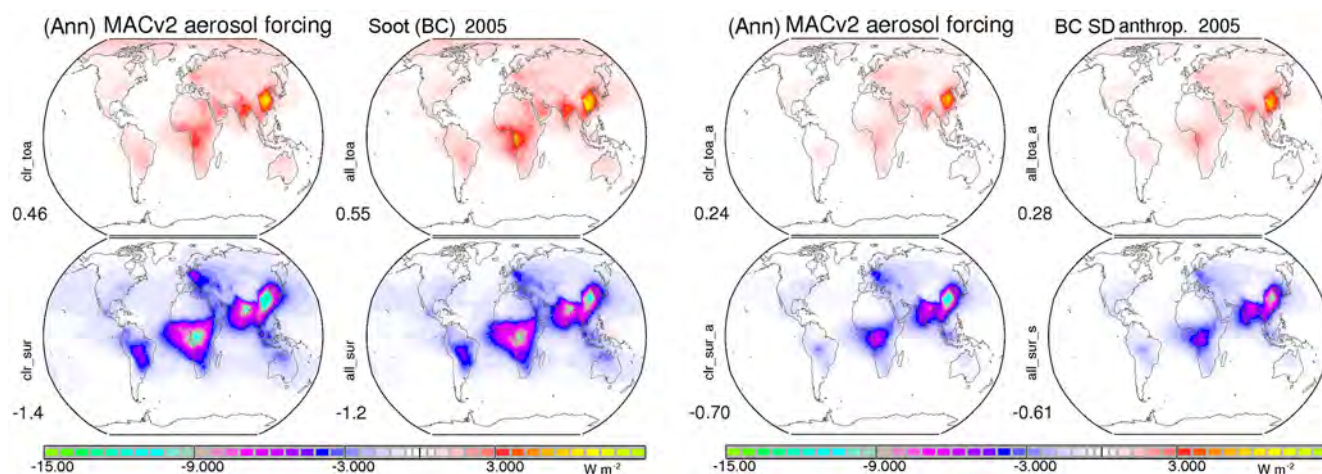 (Ann) MACv2 aerosol forcing Soot (BC) 2005
clr_toa
0.46
all_toa
0.55
clr_sur
-1.4
all_sur
-1.2
-15.00 -9.000 -3.000 3.000 W m-2
(Ann) MACv2 aerosol forcing BC SD anthrop. 2005
clr_toa_a
0.24
all_toa_a
0.28
clr_sur_a
-0.70
all_sur_s
-0.61
-15.00 -9.000 -3.000 3.000 W m-2